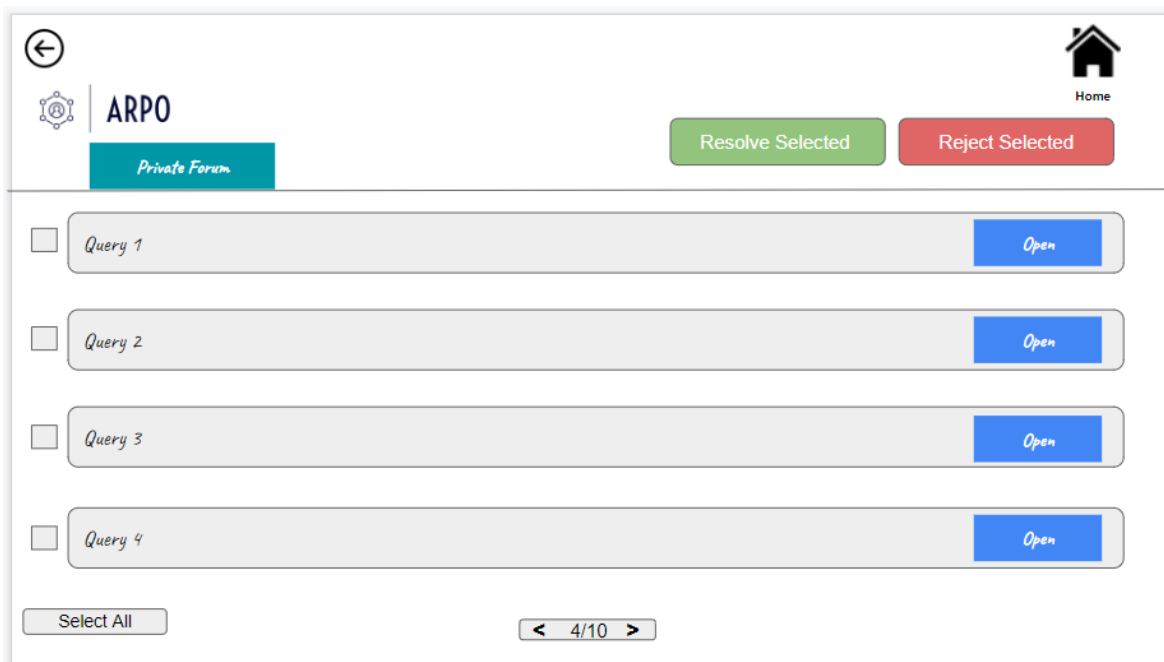 Home
ARPO
Resolve Selected
Reject Selected
Private Forum
Query 1
Open
Query 2
Open
Query 3
Open
Query 4
Open
Select All
< 4/10 >